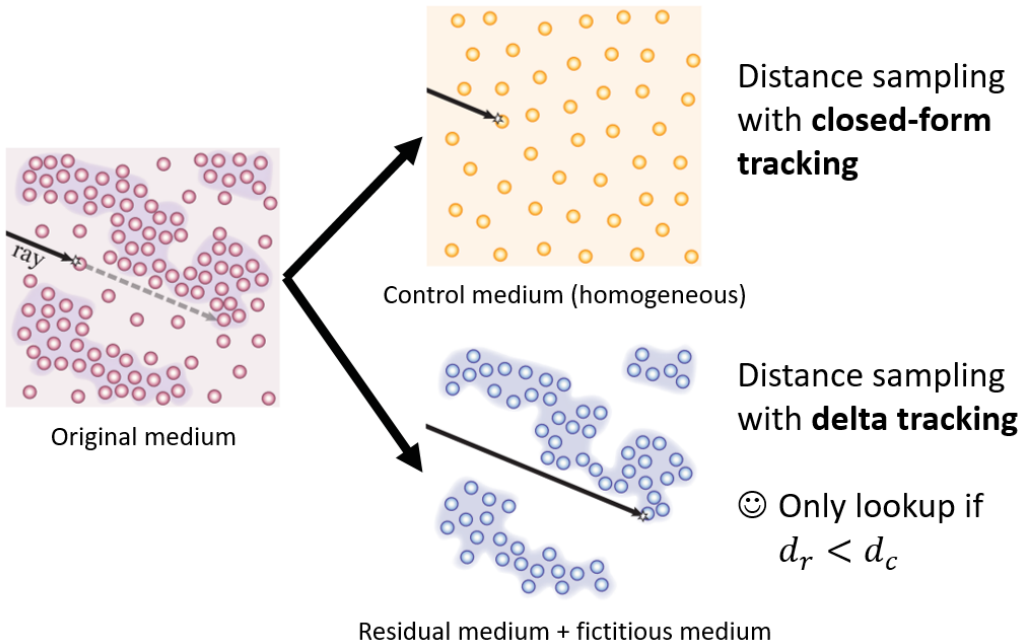 Distance sampling
with closed-form
tracking
ray
Original medium
Control medium (homogeneous)
Distance sampling
with delta tracking
☺ Only lookup if
d_r < d_c
Residual medium + fictitious medium